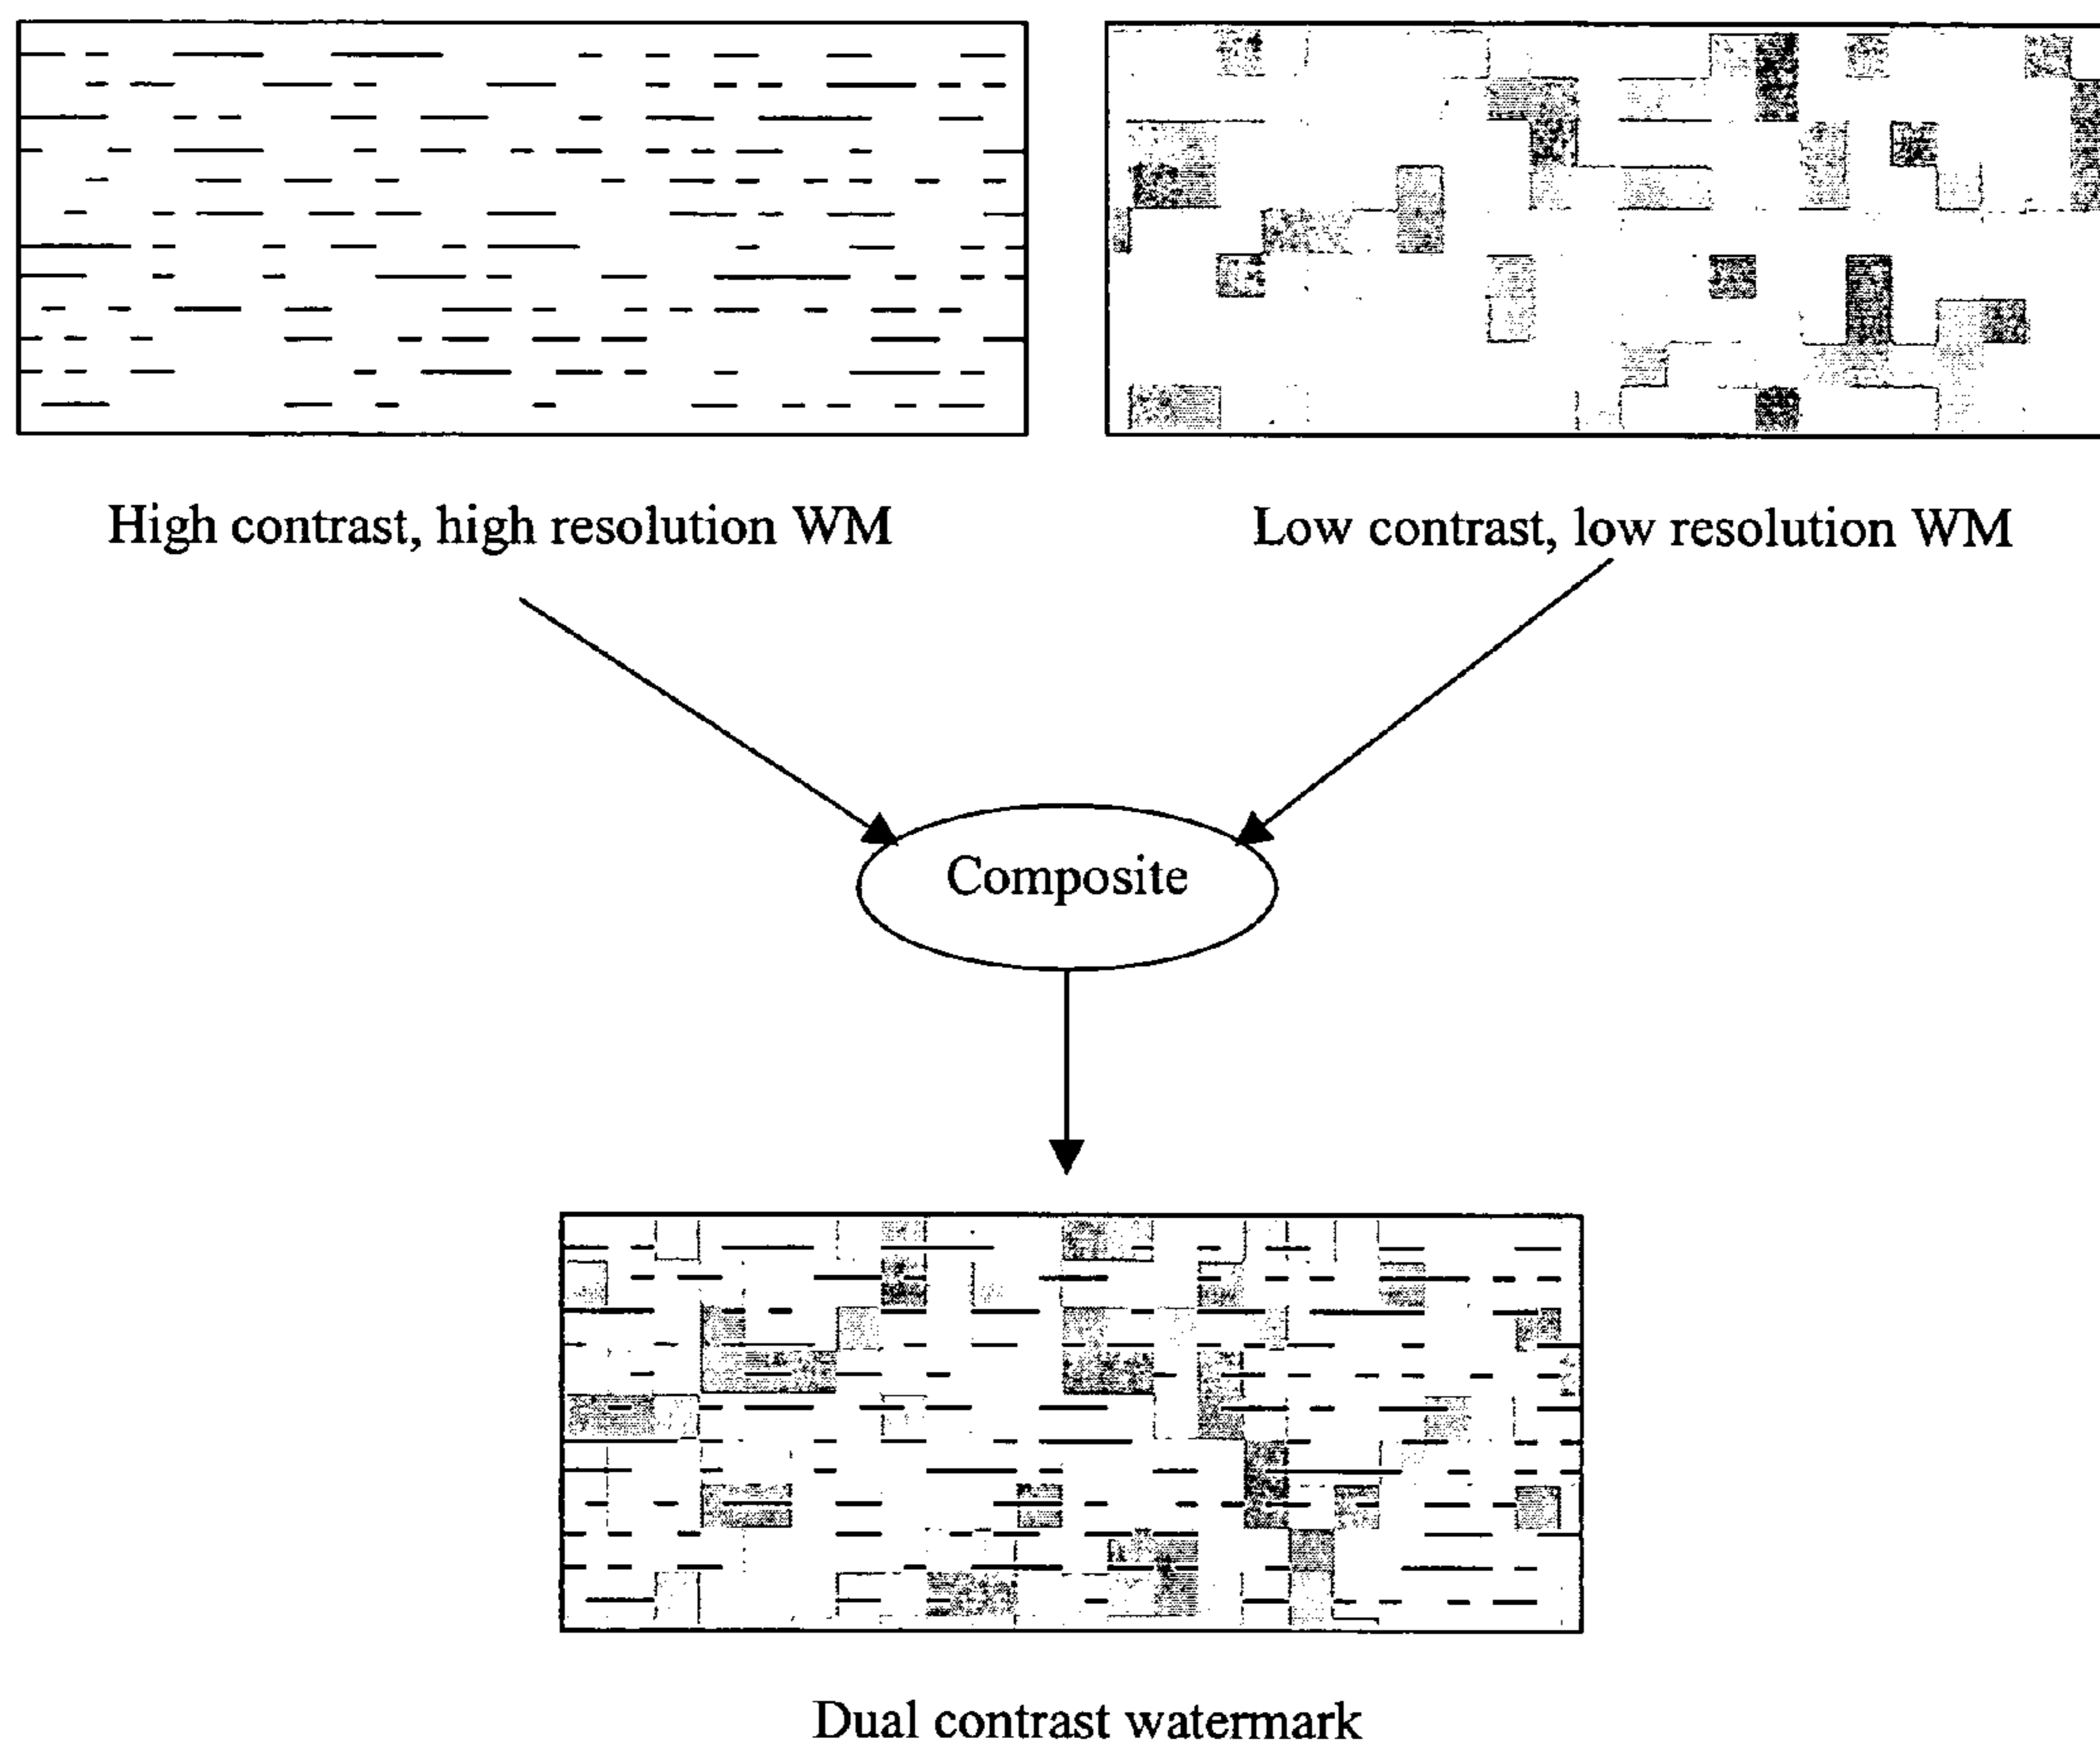 High contrast, high resolution WM
Low contrast, low resolution WM
Composite
Dual contrast watermark